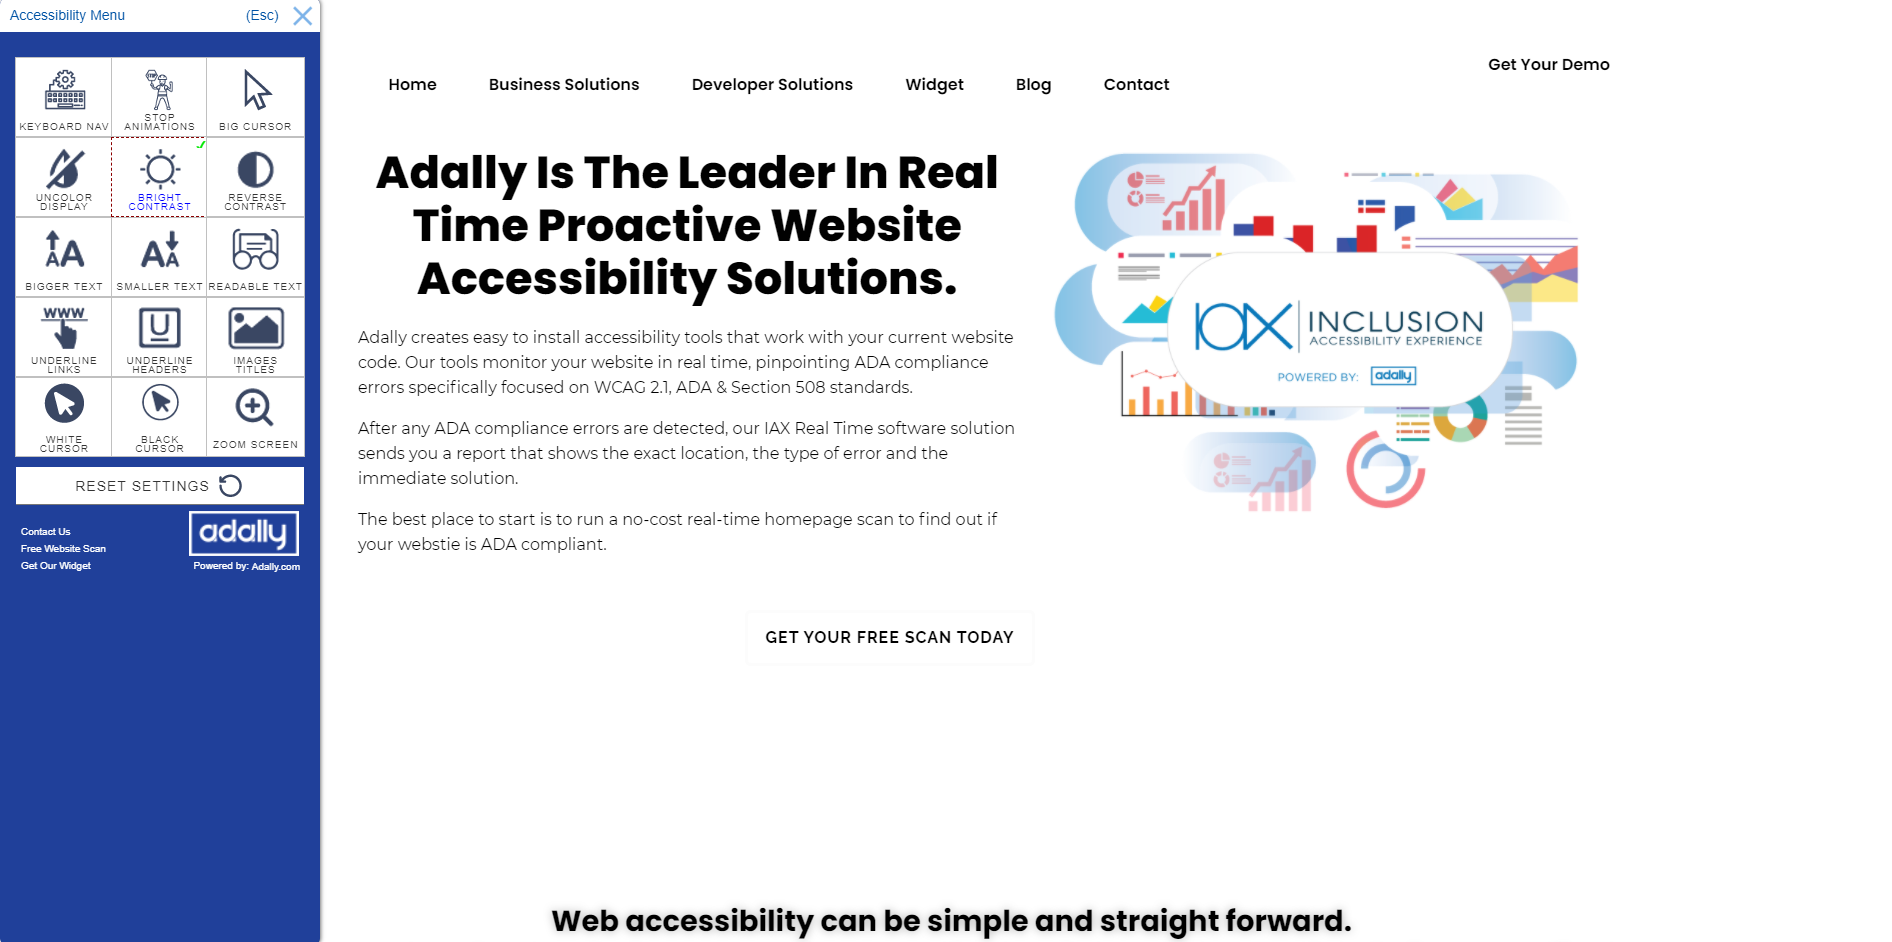 Accessibility Menu
(Esc)
KEYBOARD NAV
STOP
ANIMATIONS
BIG CURSOR
UNCOLOR
DISPLAY
BRIGHT
CONTRAST
REVERSE
CONTRAST
BIGGER TEXT
SMALLER TEXT
READABLE TEXT
WWW
UNDERLINE
LINKS
UNDERLINE
HEADERS
IMAGES
TITLES
WHITE
CURSOR
BLACK
CURSOR
ZOOM SCREEN
RESET SETTINGS
Contact Us
Free Website Scan
Get Our Widget
adally
Powered by: Adally.com
Home
Business Solutions
Developer Solutions
Widget
Blog
Contact
Get Your Demo
Adally Is The Leader In Real
Time Proactive Website
Accessibility Solutions.
Adally creates easy to install accessibility tools that work with your current website
code. Our tools monitor your website in real time, pinpointing ADA compliance
errors specifically focused on WCAG 2.1, ADA & Section 508 standards.
After any ADA compliance errors are detected, our IAX Real Time software solution
sends you a report that shows the exact location, the type of error and the
immediate solution.
The best place to start is to run a no-cost real-time homepage scan to find out if
your webstie is ADA compliant.
IAX
INCLUSION
ACCESSIBILITY EXPERIENCE
POWERED BY: adally
GET YOUR FREE SCAN TODAY
Web accessibility can be simple and straight forward.